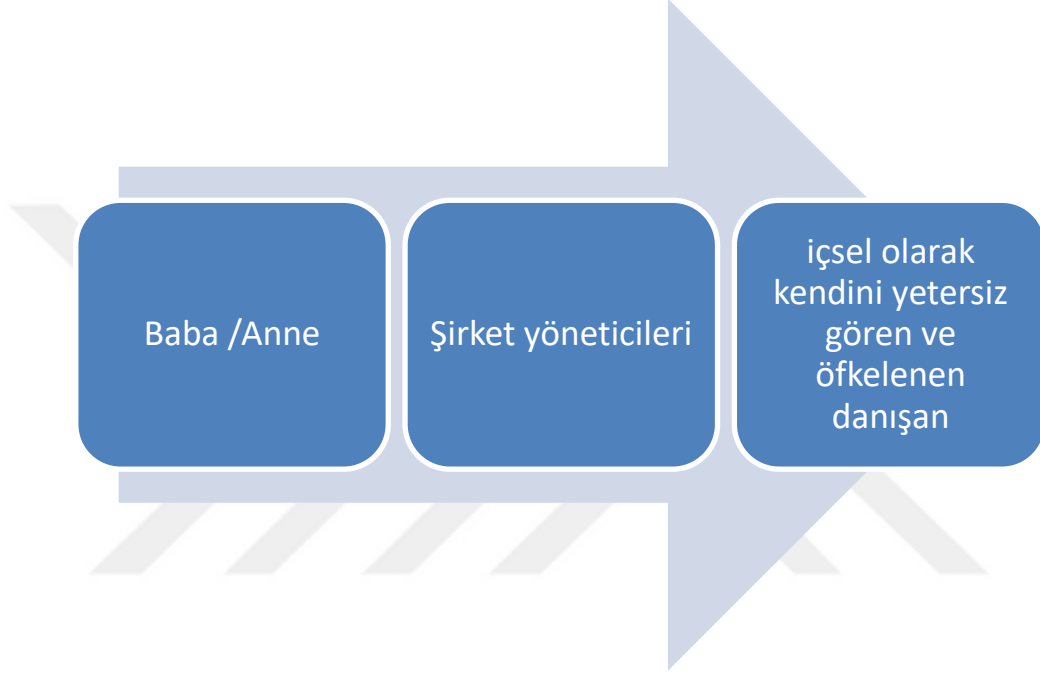 Baba /Anne
Şirket yöneticileri
içsel olarak
kendini yetersiz
gören ve
öfkelenen
danışan